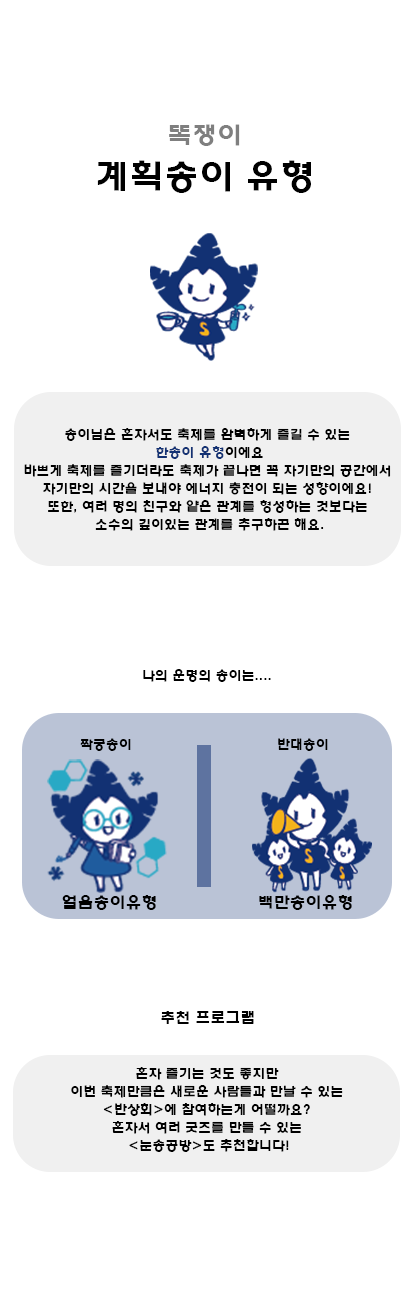 똑쟁이
계획송이 유형
S
송이님은 혼자서도 축제를 완벽하게 즐길 수 있는
한송이 유형이에요
바쁘게 축제를 즐기더라도 축제가 끝나면 꼭 자기만의 공간에서
자기만의 시간을 보내야 에너지 충전이 되는 성향이에요!
또한, 여러 명의 친구와 얕은 관계를 형성하는 것보다는
소수의 깊이있는 관계를 추구하곤 해요.
나의 운명의 송이는....
짝궁송이
반대송이
S
S
S
얼음송이유형
백만송이유형
추천 프로그램
혼자 즐기는 것도 좋지만
이번 축제만큼은 새로운 사람들과 만날 수 있는
<반상회>에 참여하는게 어떨까요?
혼자서 여러 굿즈를 만들 수 있는
<눈송공방>도 추천합니다!